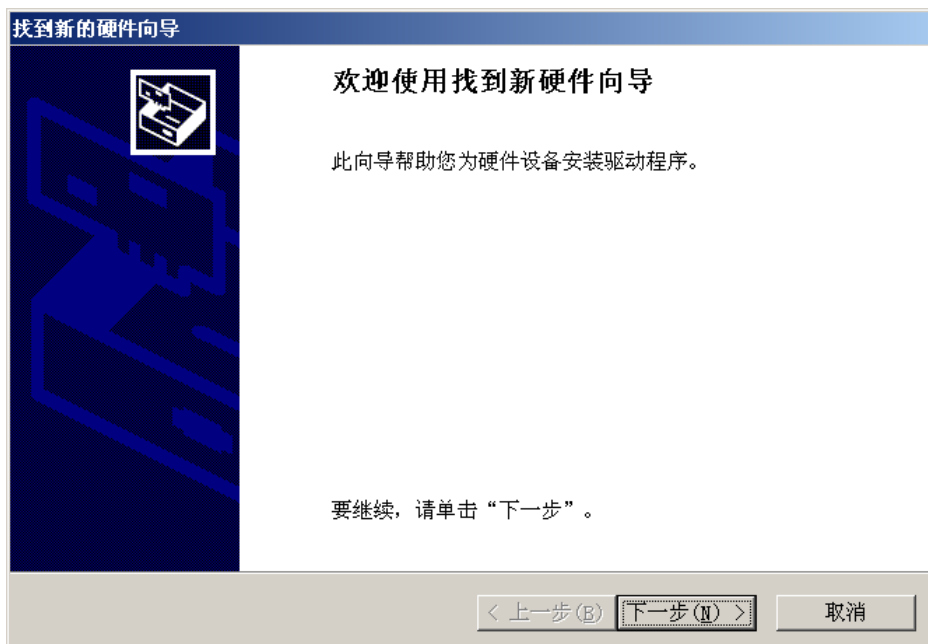 找到新的硬件向导
欢迎使用找到新硬件向导
此向导帮助您为硬件设备安装驱动程序。
要继续，请单击“下一步”。
< 上一步(B)
下一步(N) >
取消